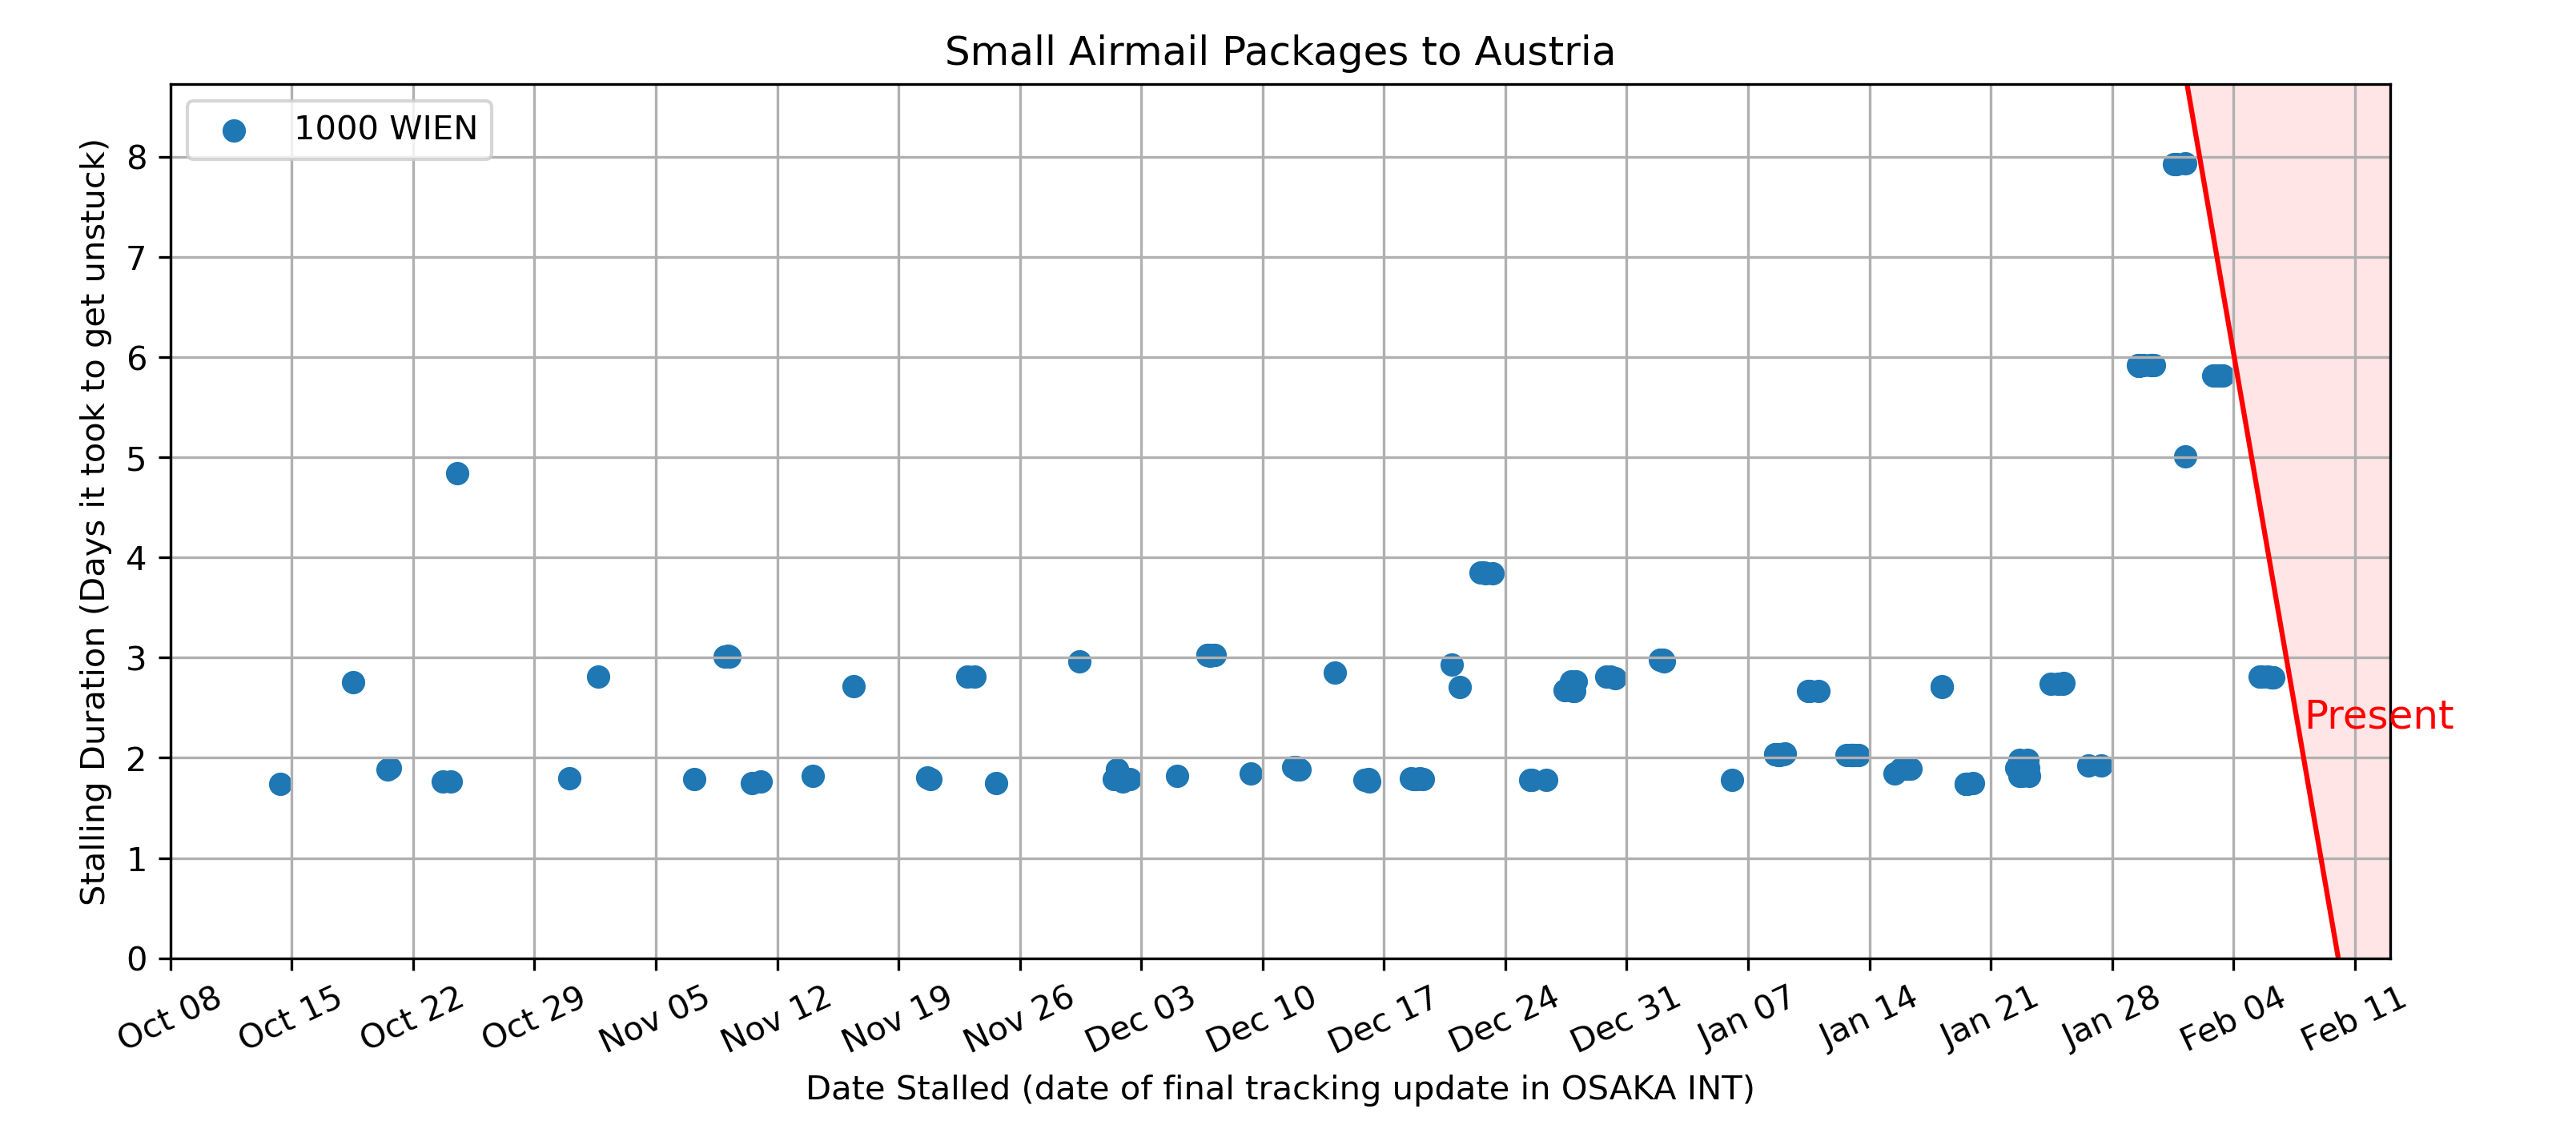 Small Airmail Packages to Austria
1000 WIEN
Stalling Duration (Days it took to get unstuck)
8
7
6
5
4
3
2
1
0
Present
Oct 08
Oct 15
Oct 22
Oct 29
Nov 05
Nov 12
Nov 19
Nov 26
Dec 03
Dec 10
Dec 17
Dec 24
Dec 31
Jan 07
Jan 14
Jan 21
Jan 28
Feb 04
Feb 11
Date Stalled (date of final tracking update in OSAKA INT)